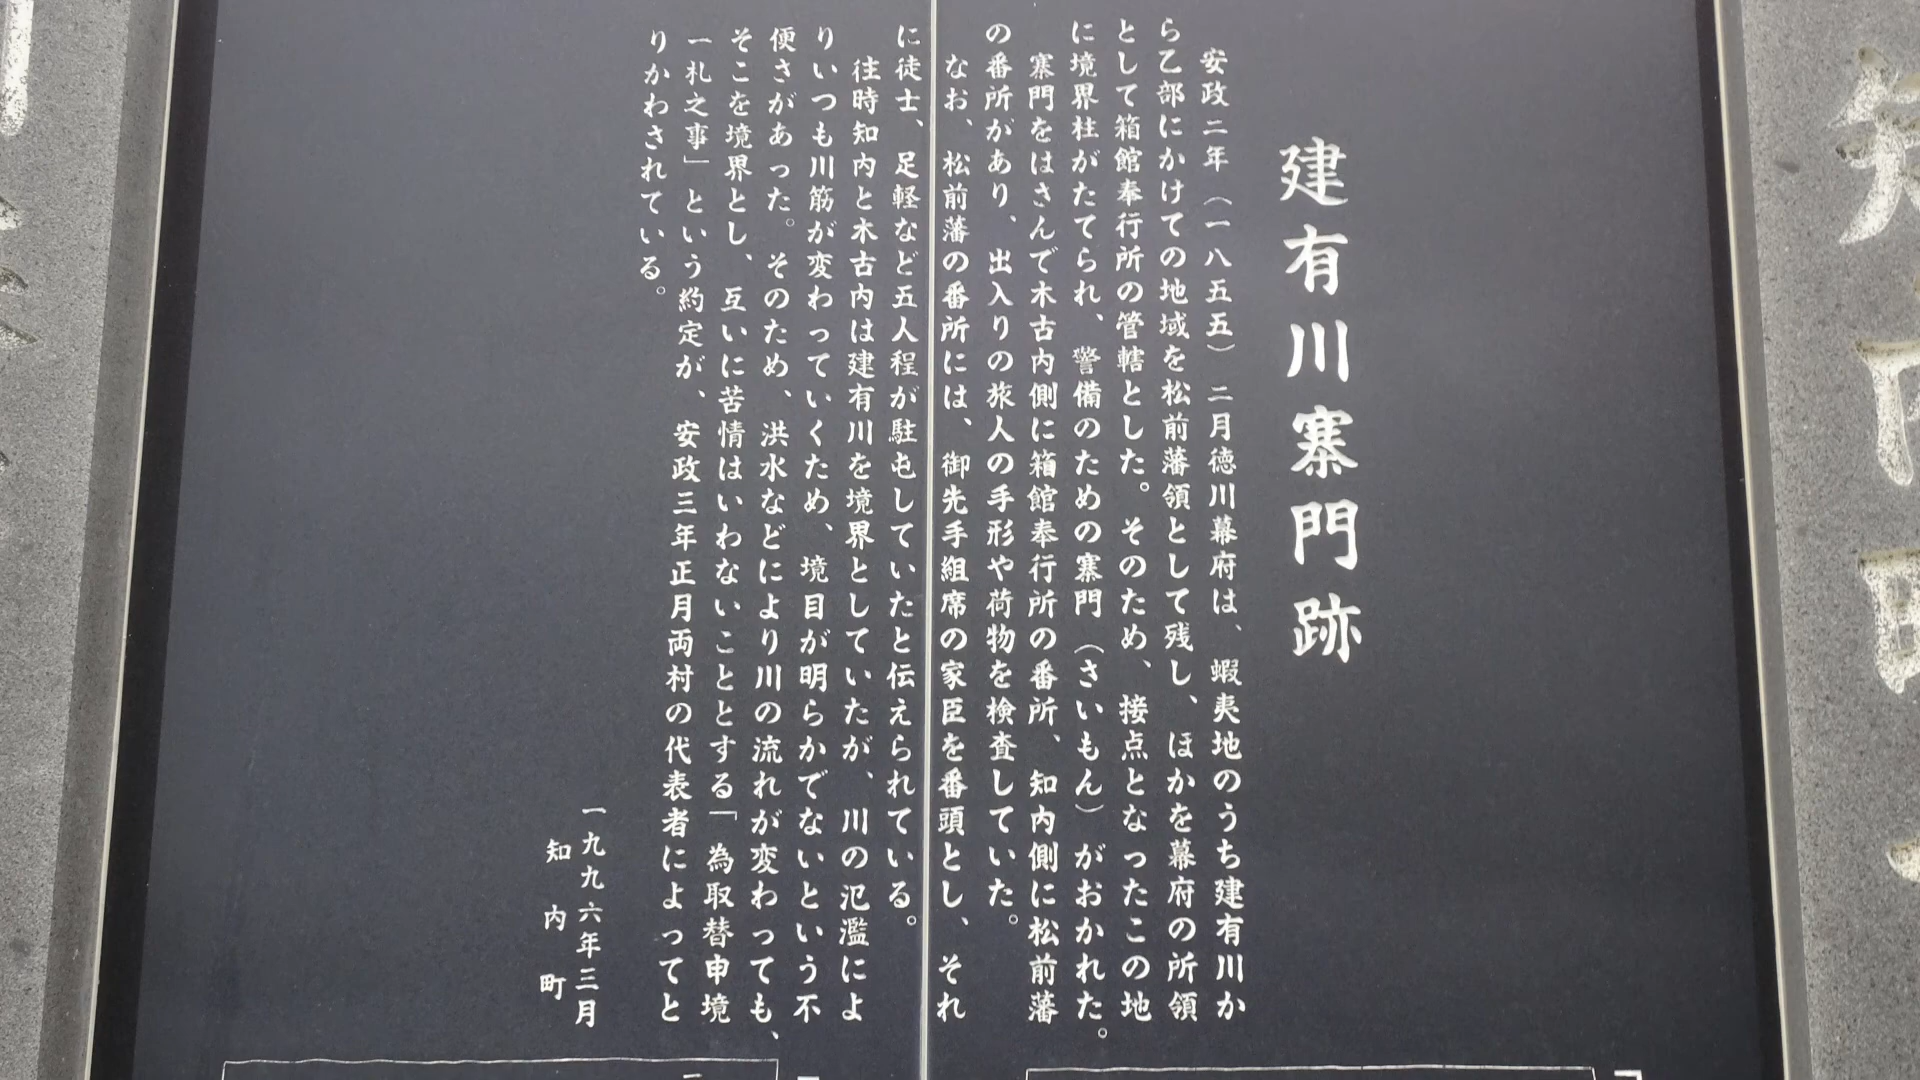 建有川寨門跡
安政二年（一八五五）二月徳川幕府は、蝦夷地のうち建有川か
ら乙部にかけての地域を松前藩領として残し、ほかを幕府の所領
として箱館奉行所の管轄とした。そのため、接点となったこの地
に境界柱がたてられ、警備のための寨門（さいもん）がおかれた。
寨門をはさんで木古内側に箱館奉行所の番所、知内側に松前藩
の番所があり、出入りの旅人の手形や荷物を検査していた。
なお、松前藩の番所には、御先手組席の家臣を番頭とし、それ
に徒士、足軽など五人程が駐屯していたと伝えられている。
往時知内と木古内は建有川を境界としていたが、川の氾濫によ
りいつも川筋が変わっていくため、境目が明らかでないという不
便さがあった。そのため、洪水などにより川の流れが変わっても、
そこを境界とし、互いに苦情はいわないこととする「為取替申境
一札之事」という約定が、安政三年正月両村の代表者によってと
りかわされている。
一九九六年三月
知内町
知内町